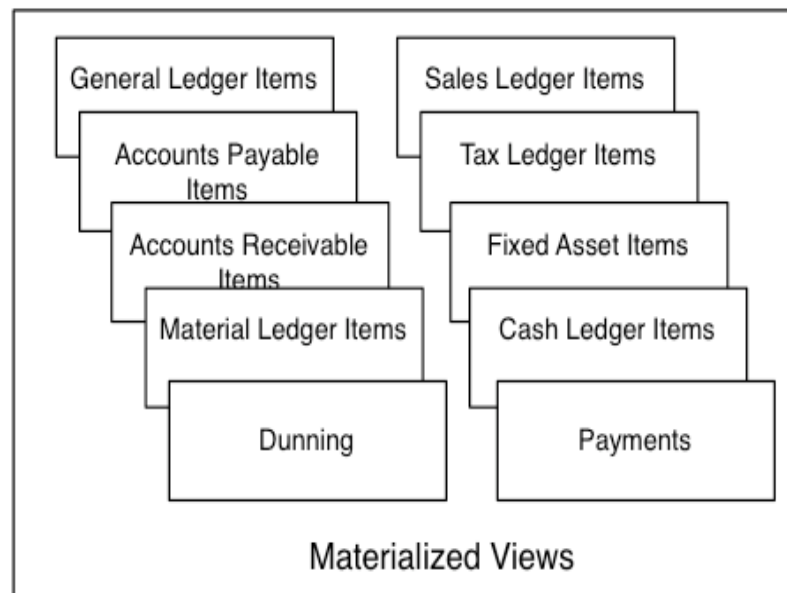 General Ledger Items
Accounts Payable
Items
Accounts Receivable
Items
Material Ledger Items
Dunning
Sales Ledger Items
Tax Ledger Items
Fixed Asset Items
Cash Ledger Items
Payments
Materialized Views